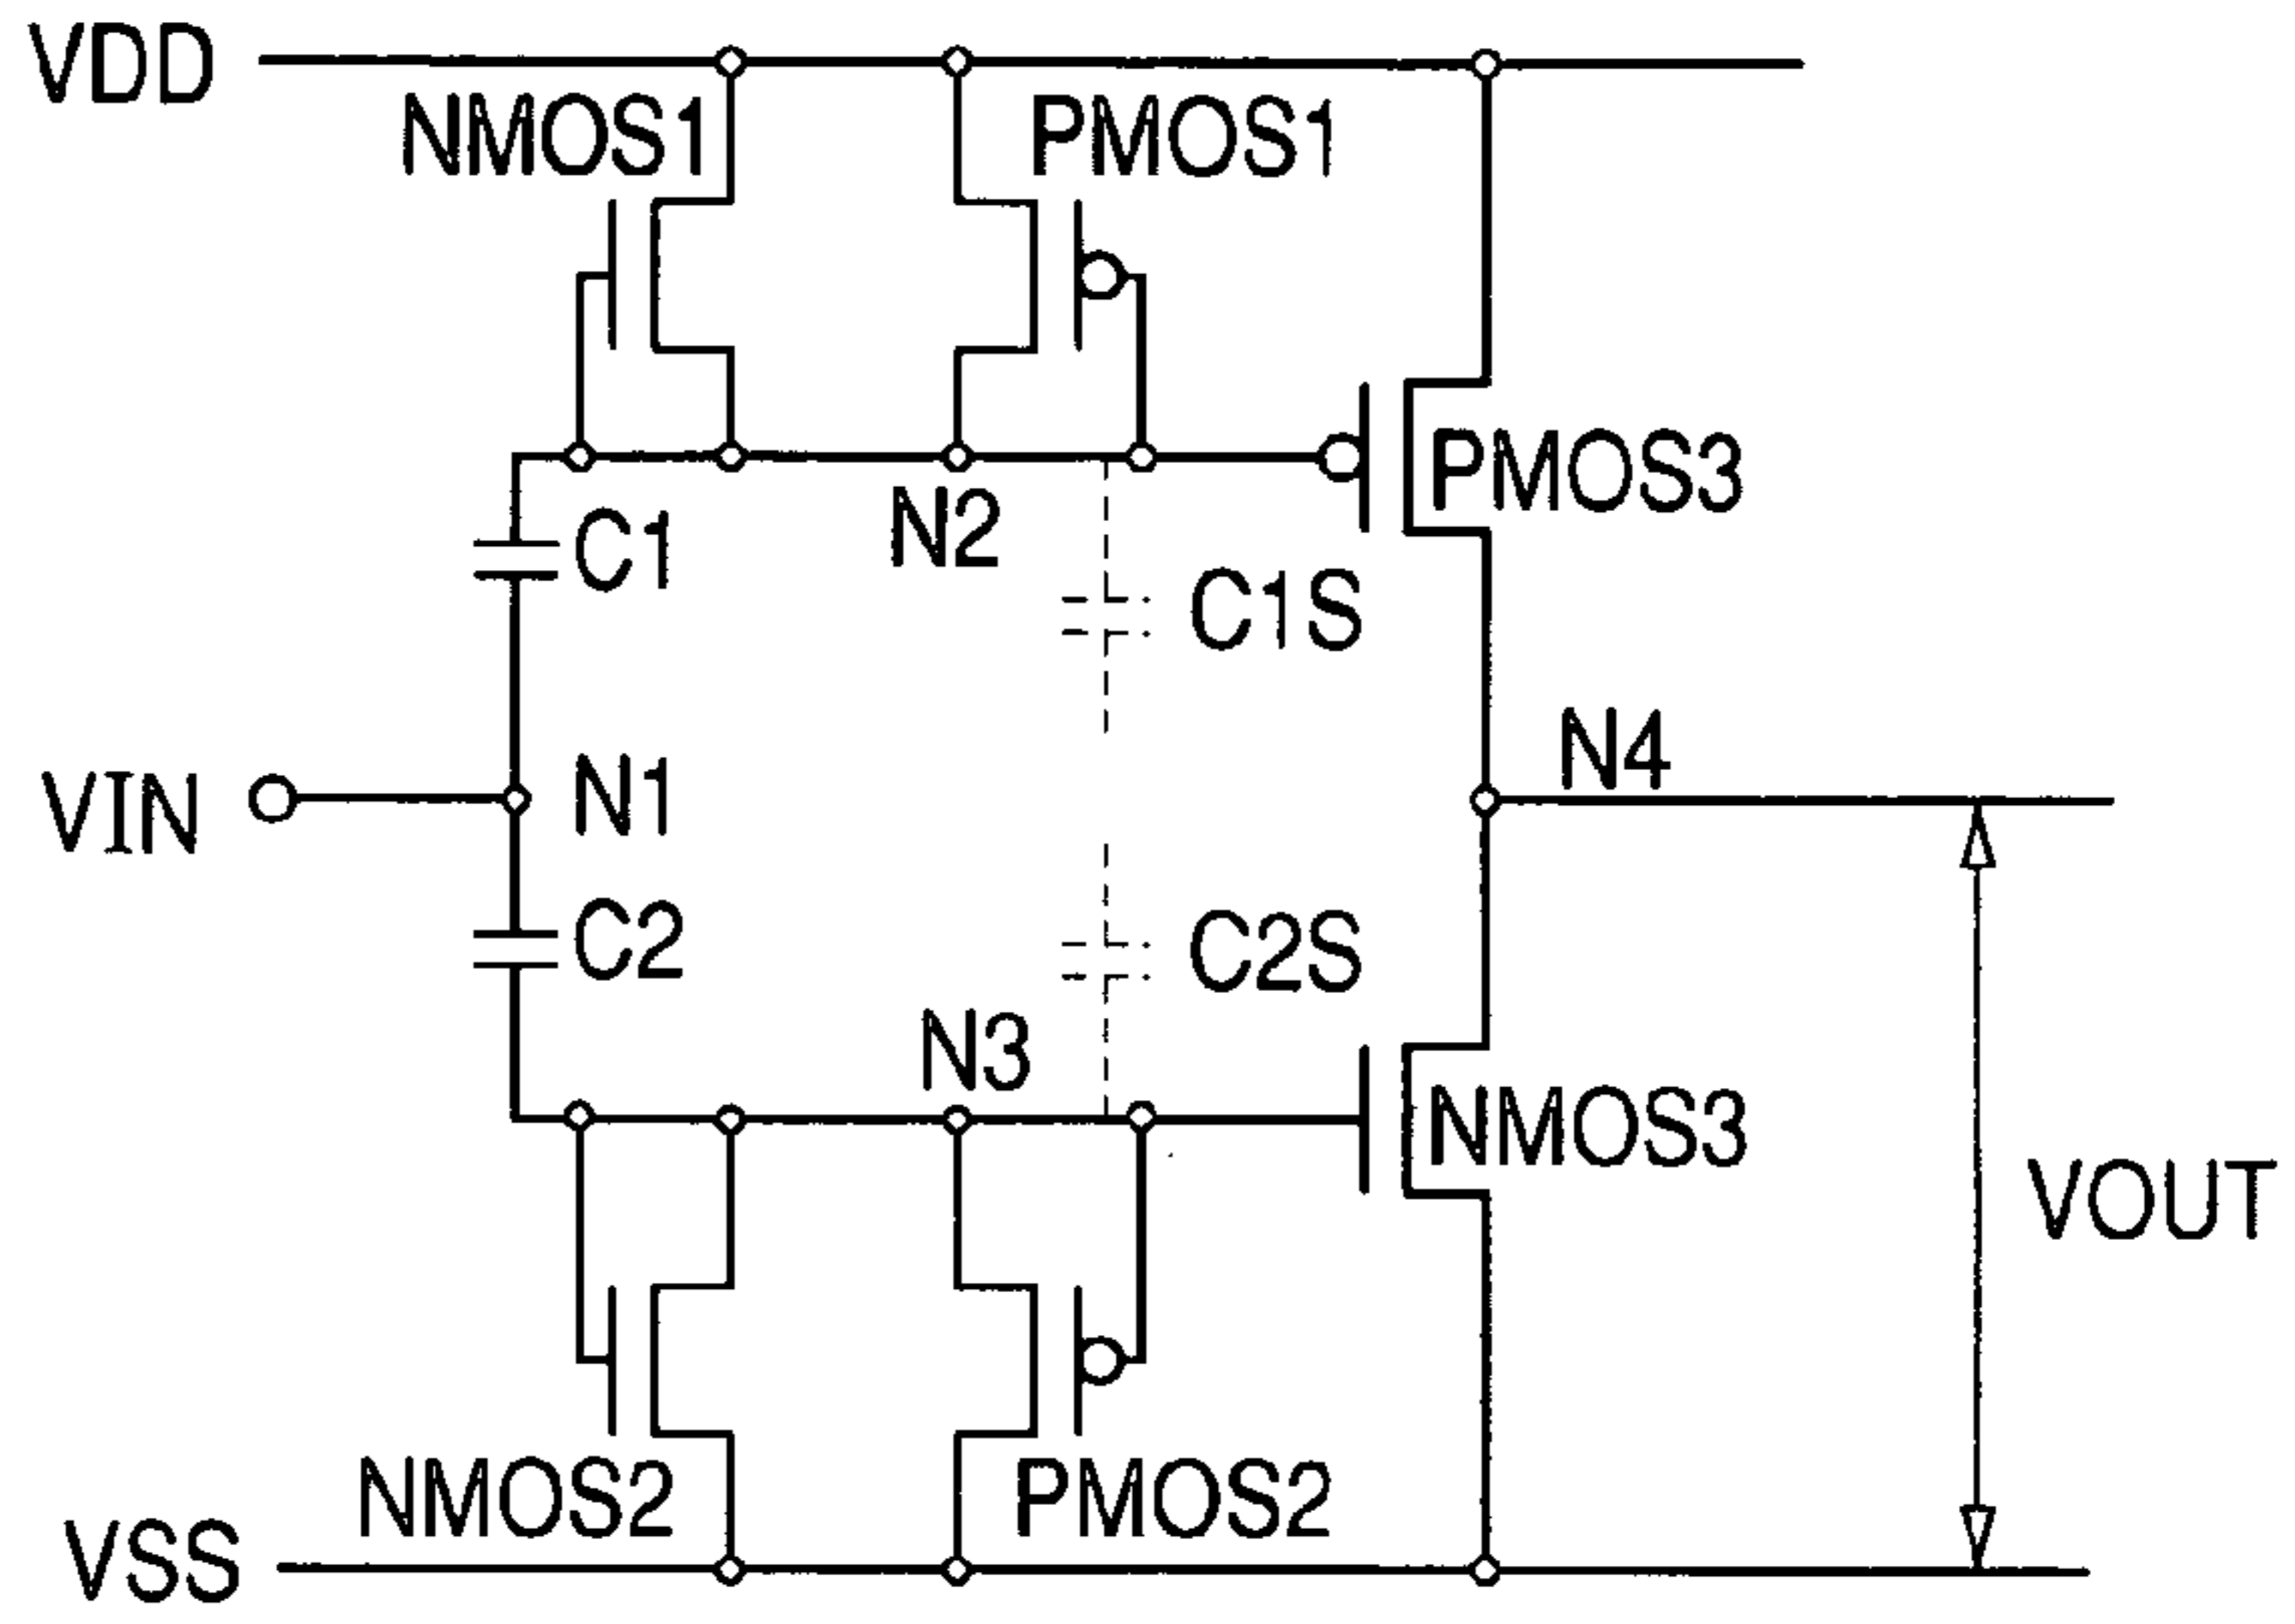 VDD
NMOS1
PMOS1
PMOS3
N2
C1
C1S
N4
VIN
N1
C2
C2S
N3
NMOS3
VOUT
NMOS2
PMOS2
VSS